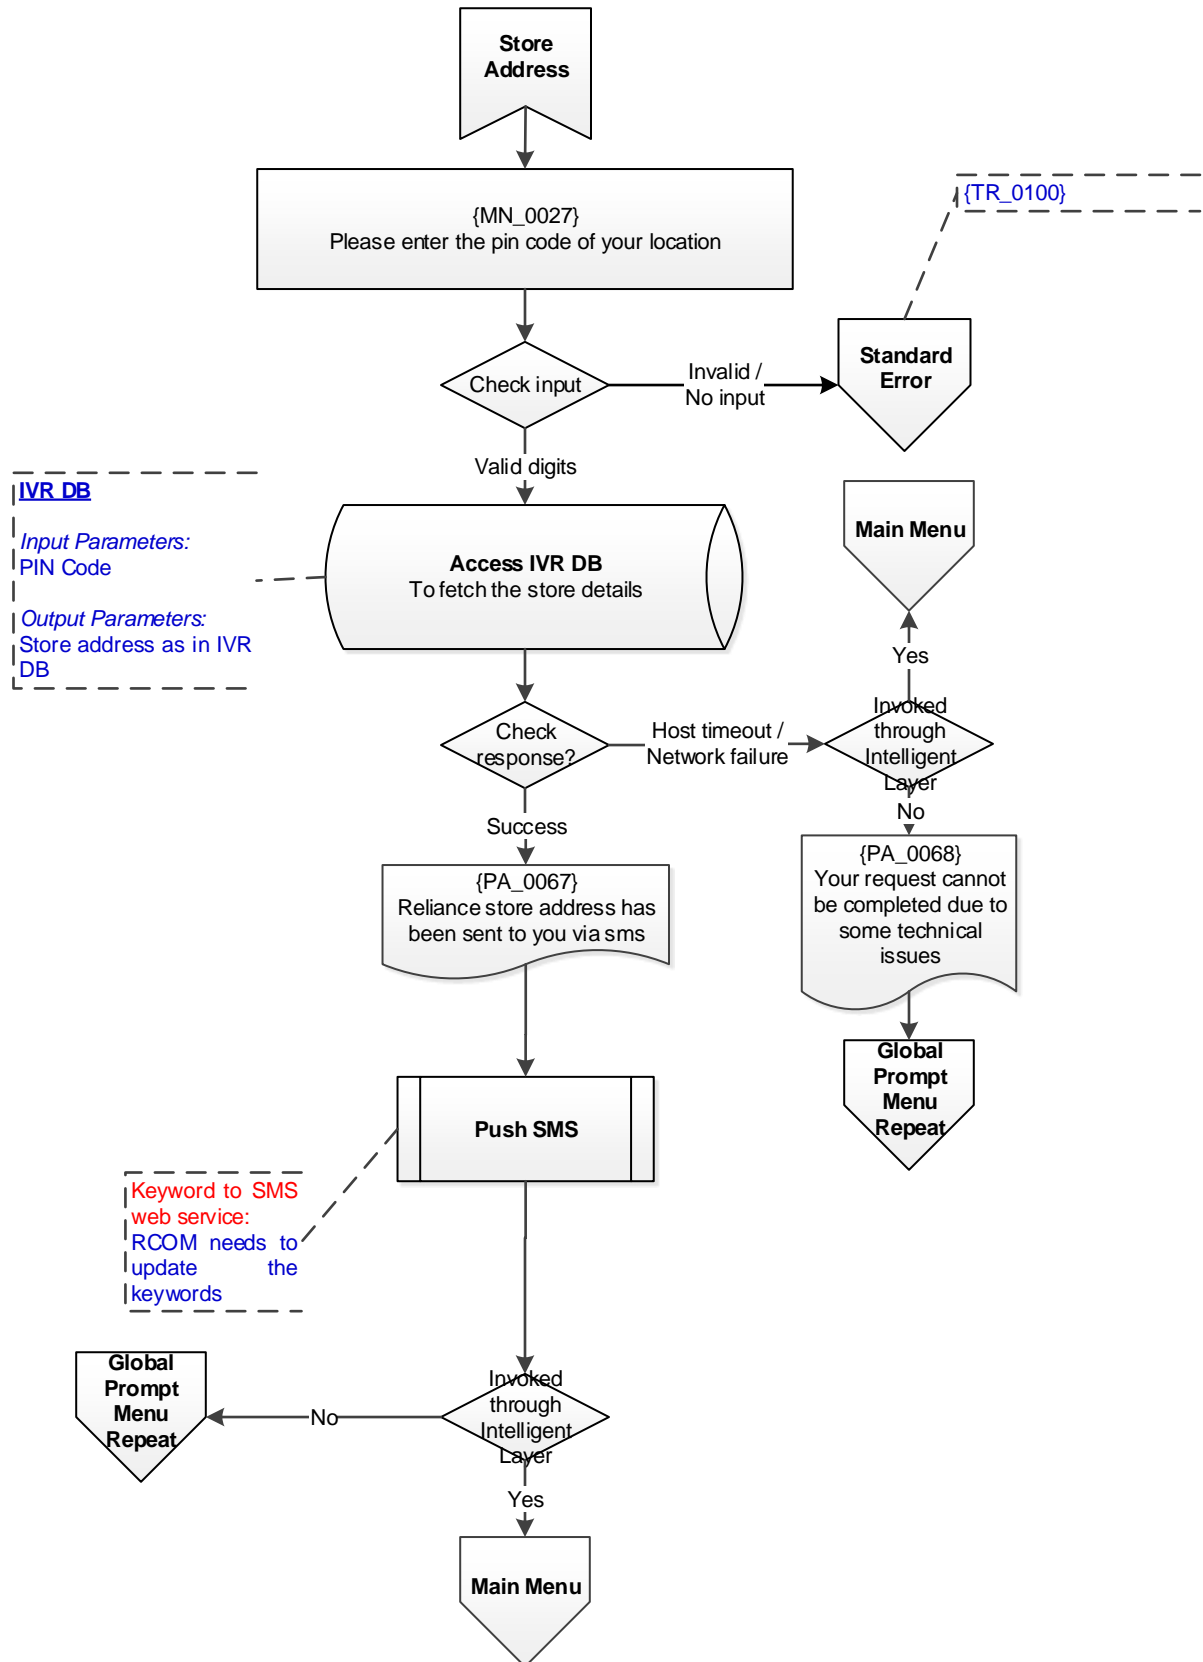 Store
Address
{MN_0027}
Please enter the pin code of your location
{TR_0100}
Check input
Invalid /
No input
Standard
Error
Valid digits
IVR DB
Input Parameters:
PIN Code
Output Parameters:
Store address as in IVR
DB
Access IVR DB
To fetch the store details
Main Menu
Yes
Check
response?
Host timeout /
Network failure
Invoked
through
Intelligent
Layer
No
Success
{PA_0067}
Reliance store address has
been sent to you via sms
{PA_0068}
Your request cannot
be completed due to
some technical
issues
Global
Prompt
Menu
Repeat
Push SMS
Keyword to SMS
web service:
RCOM needs to
update the
keywords
Global
Prompt
Menu
Repeat
No
Invoked
through
Intelligent
Layer
Yes
Main Menu